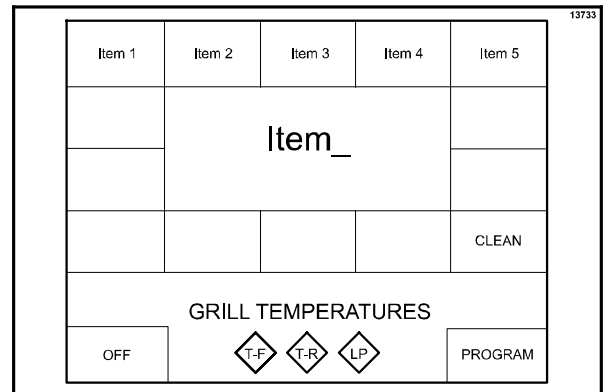 13733
Item 1 Item 2 Item 3 Item 4 Item 5
Item_
CLEAN
GRILL TEMPERATURES
OFF T-F T-R LP PROGRAM